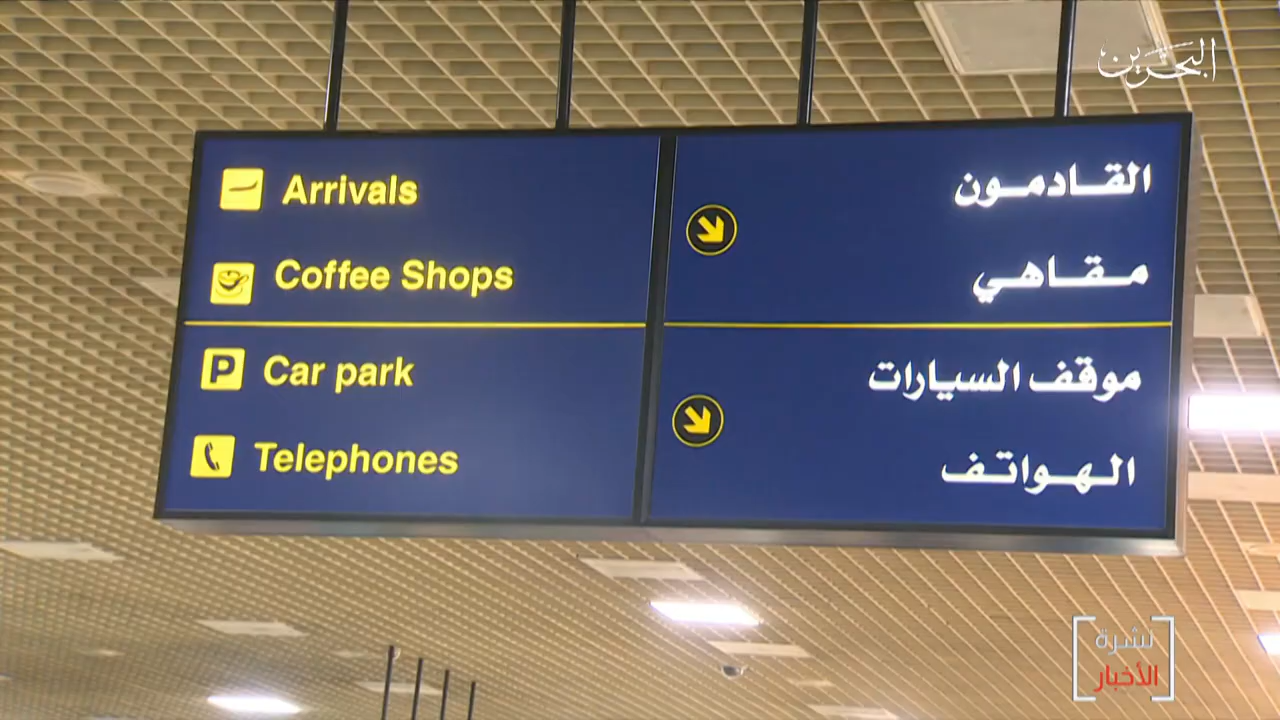 البحرين
Arrivals
القادمون
Coffee Shops
مقاهي
P
Car park
موقف السيارات
Telephones
الهواتف
نشرة
الأخبار